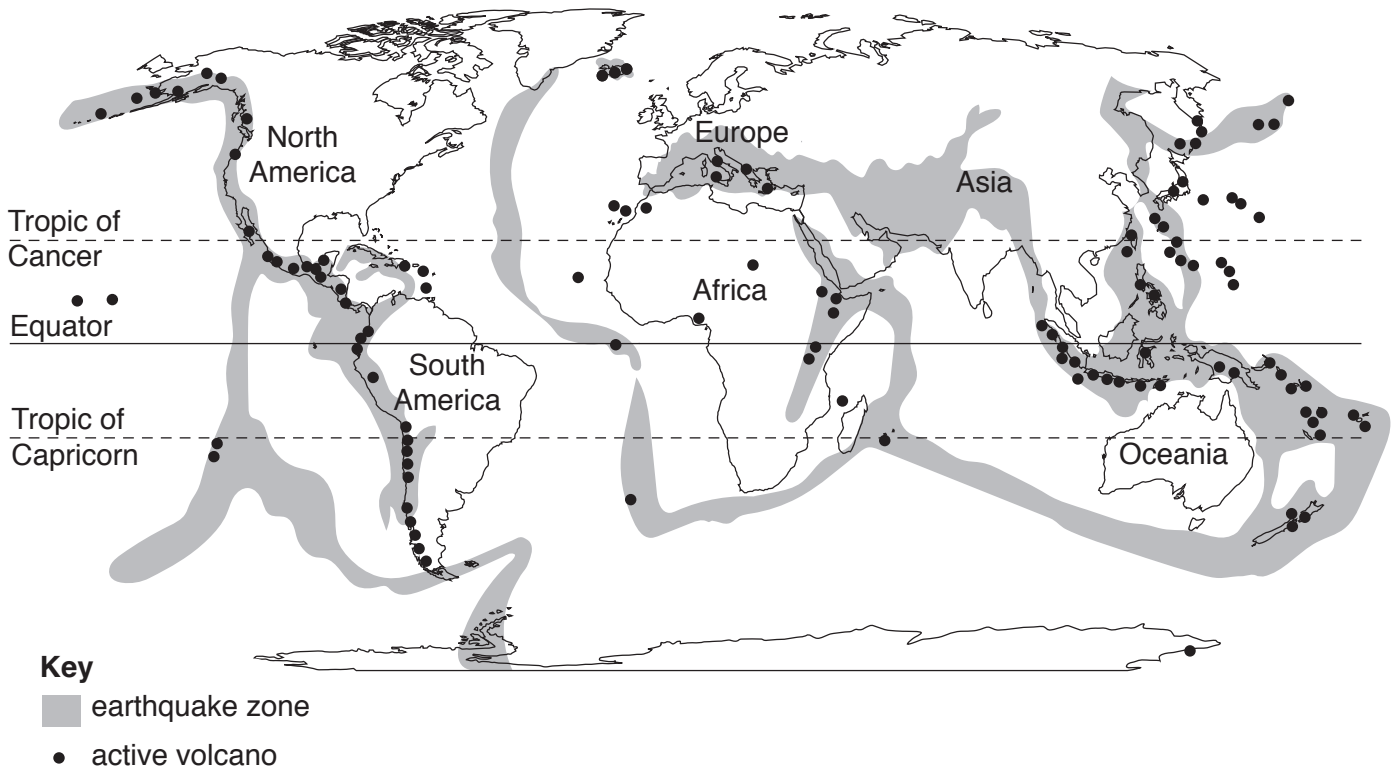 North
America
Europe
Asia
Tropic of
Cancer
Africa
Equator
South
America
Tropic of
Capricorn
Oceania
Key
earthquake zone
active volcano